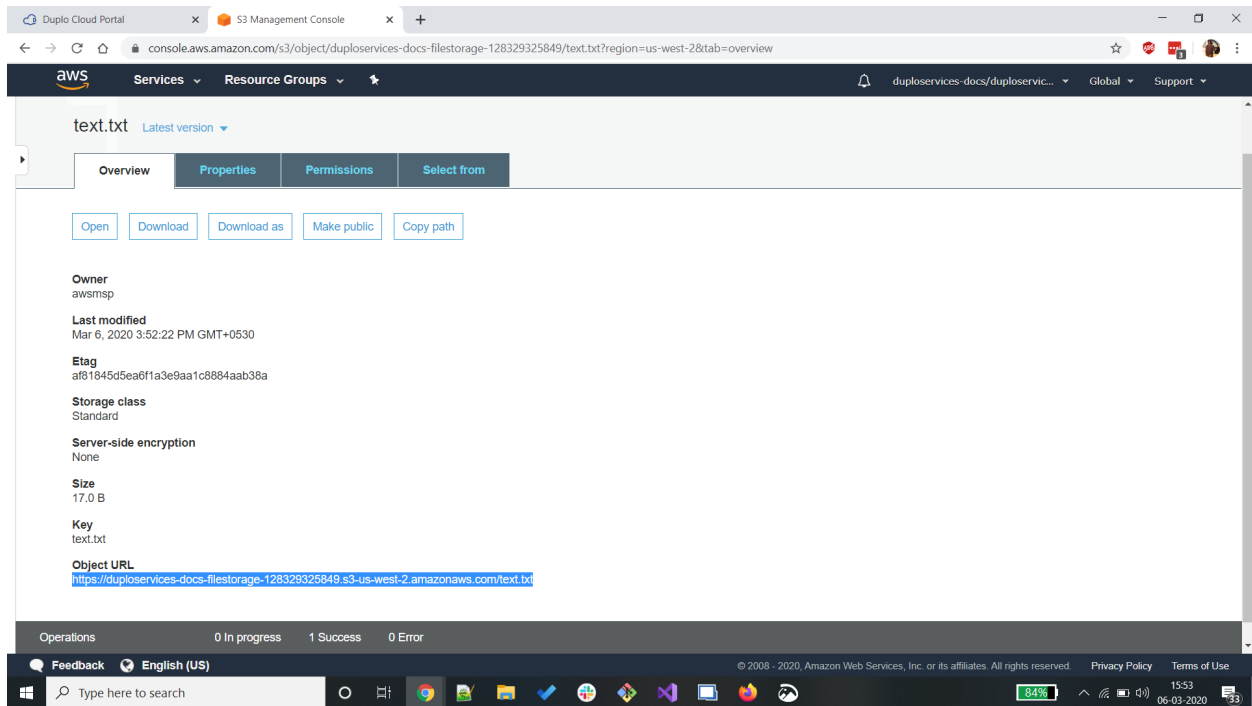 Duplo Cloud Portal
S3 Management Console
console.aws.amazon.com/s3/object/duploservices-docs-filestorage-128329325849/text.txt?region=us-west-2&tab=overview
3
aws Services Resource Groups duploservices-docs/duploservic... Global Support
text.txt Latest version
Overview Properties Permissions Select from
Open Download Download as Make public Copy path
Owner
awsmsp
Last modified
Mar 6, 2020 3:52:22 PM GMT+0530
Etag
af81845d5ea6f1a3e9aa1c8884aab38a
Storage class
Standard
Server-side encryption
None
Size
17.0 B
Key
text.txt
Object URL
https://duploservices-docs-filestorage-128329325849.s3-us-west-2.amazonaws.com/text.txt
Operations 0 In progress 1 Success 0 Error
Feedback English (US) © 2008 - 2020, Amazon Web Services, Inc. or its affiliates. All rights reserved. Privacy Policy Terms of Use
Type here to search 84% 15:53
06-03-2020 33